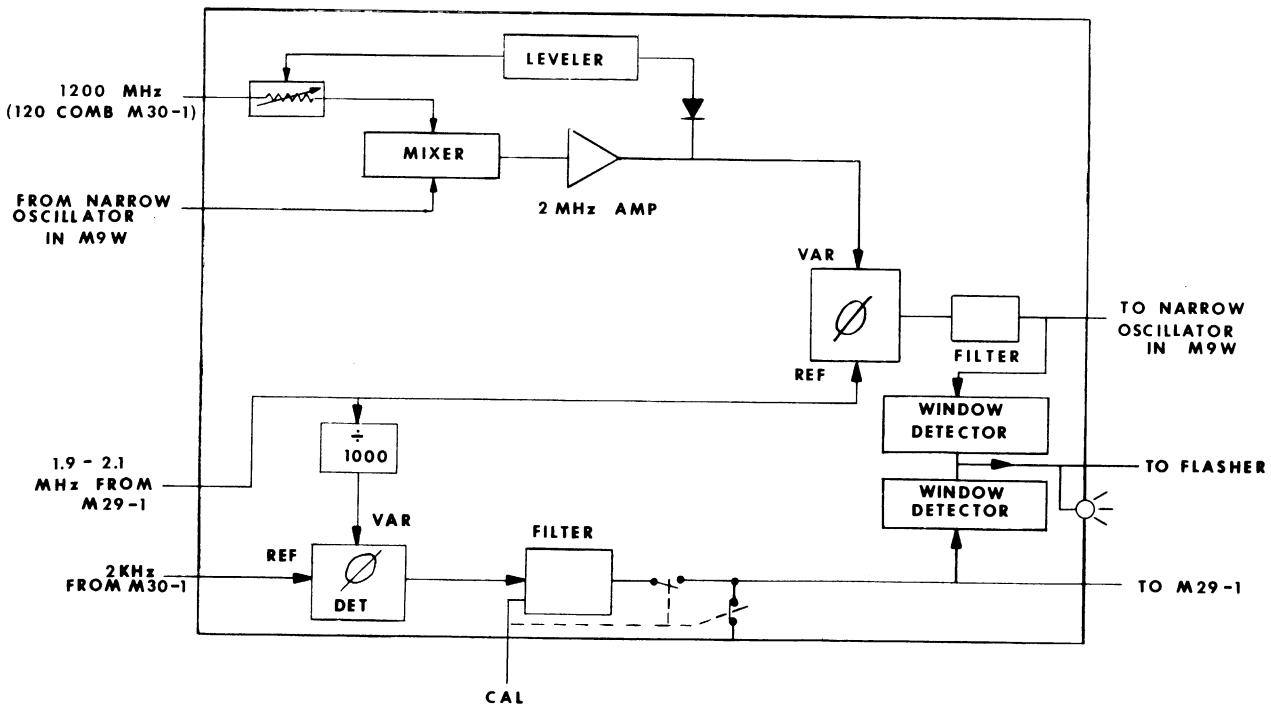 LEVELER
1200 MHz
(120 COMB M30-1)
MIXER
2 MHz AMP
FROM NARROW
OSCILLATOR
IN M9W
VAR
Ø
REF
FILTER
TO NARROW
OSCILLATOR
IN M9W
WINDOW
DETECTOR
TO FLASHER
WINDOW
DETECTOR
÷
1000
1.9 - 2.1
MHz FROM
M29-1
VAR
REF
Ø
DET
FILTER
2KHz
FROM M30-1
TO M29-1
CAL